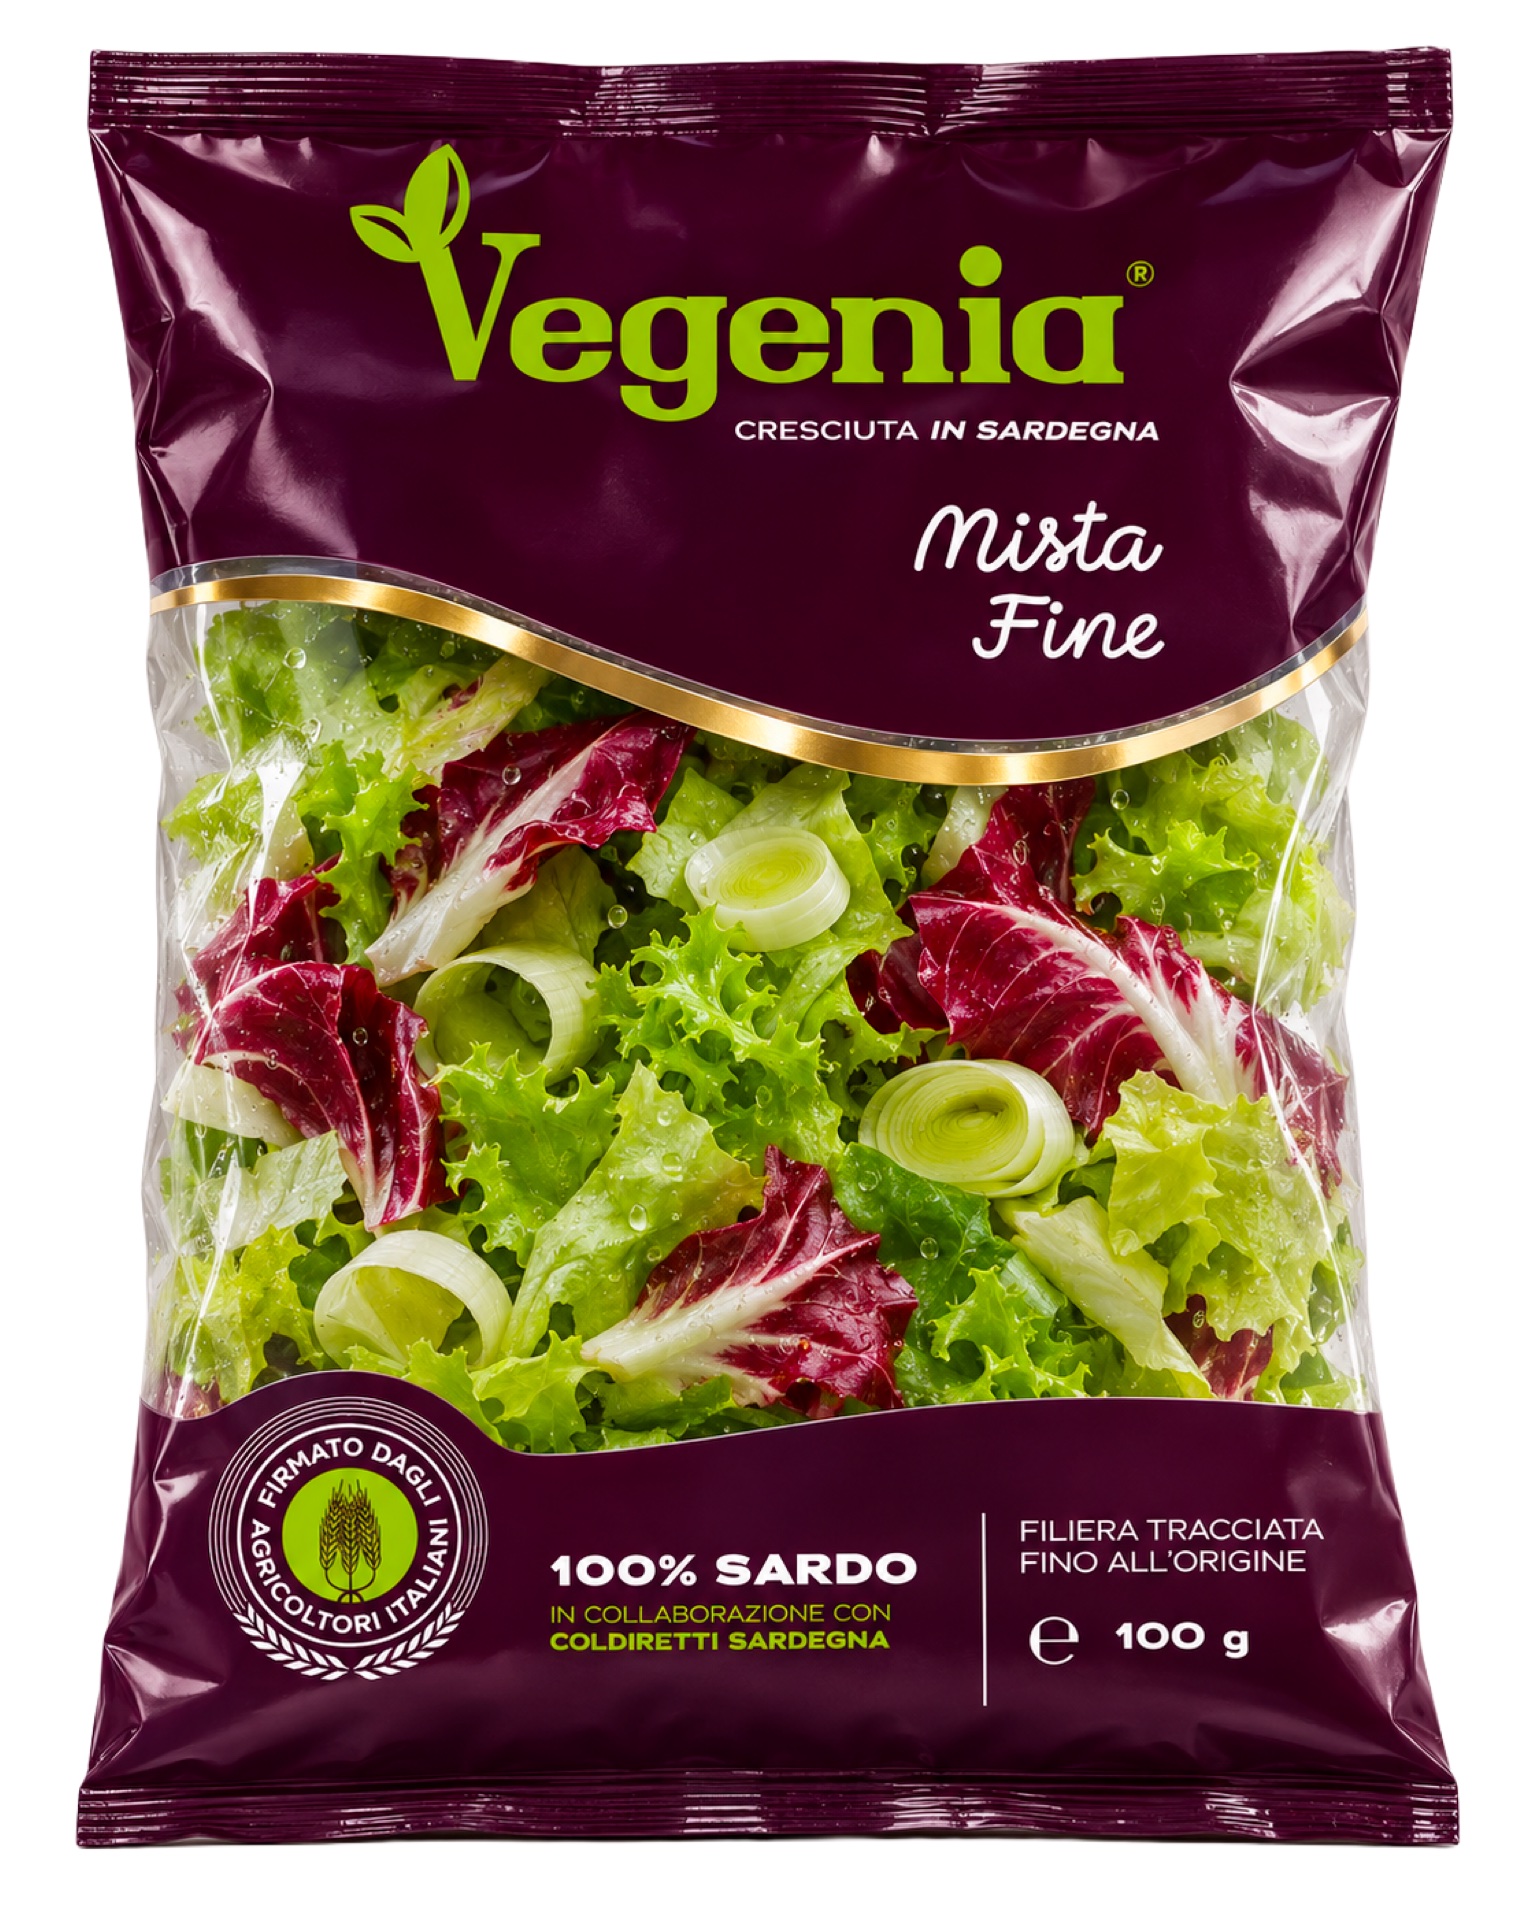 Vegenia®
CRESCIUTA IN SARDEGNA
Mista
Fine
FIRMATO DAGLI
AGRICOLTORI ITALIANI
100% SARDO
IN COLLABORAZIONE CON
COLDIRETTI SARDEGNA
FILIERA TRACCIATA
FINO ALL'ORIGINE
℮ 100 g